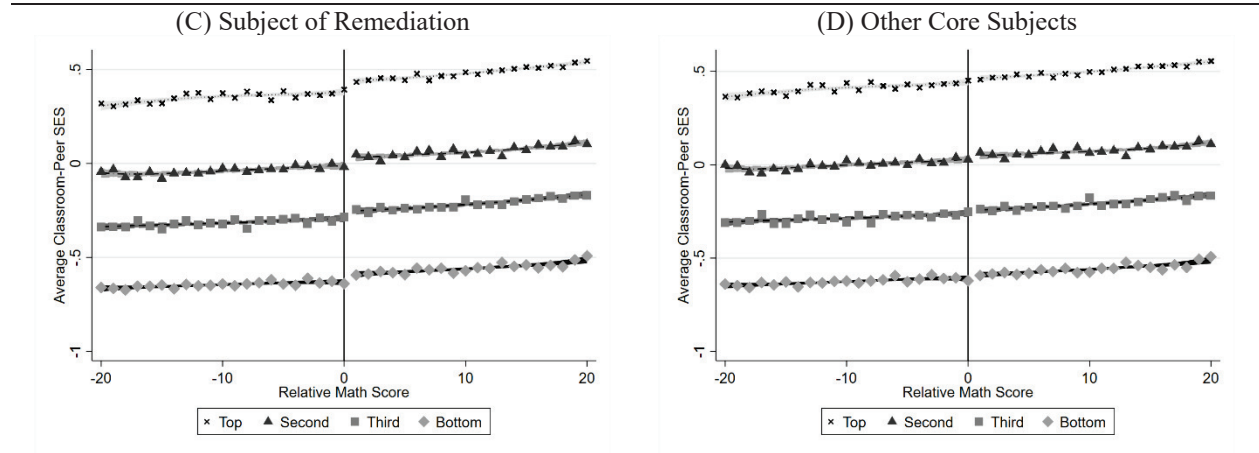 (C) Subject of Remediation
(D) Other Core Subjects
Average Classroom-Peer SES
.5
0
-.5
-1
-20
-10
0
10
20
Relative Math Score
Top Second Third Bottom
Average Classroom-Peer SES
.5
0
-.5
-1
-20
-10
0
10
20
Relative Math Score
Top Second Third Bottom